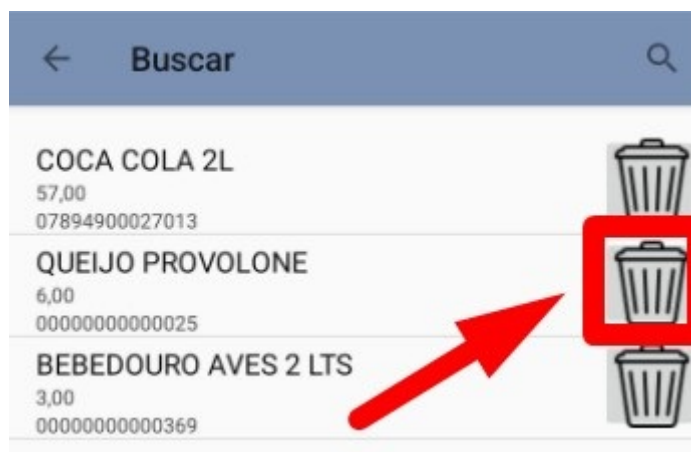 Buscar
COCA COLA 2L
57,00
07894900027013
QUEIJO PROVOLONE
6,00
00000000000025
BEBEDOURO AVES 2 LTS
3,00
00000000000369